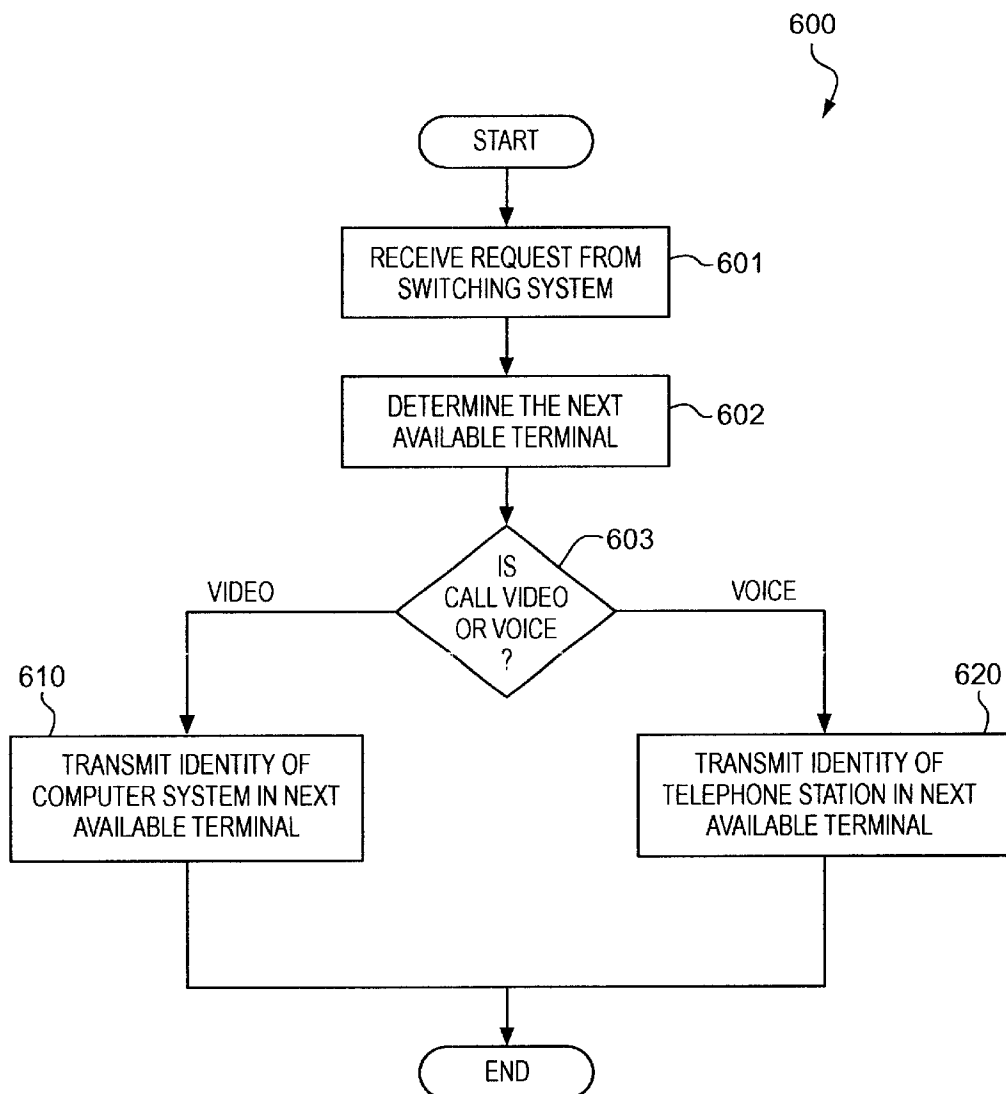 600
START
RECEIVE REQUEST FROM
SWITCHING SYSTEM
601
DETERMINE THE NEXT
AVAILABLE TERMINAL
602
603
IS
CALL VIDEO
OR VOICE
?
VIDEO
VOICE
610
TRANSMIT IDENTITY OF
COMPUTER SYSTEM IN NEXT
AVAILABLE TERMINAL
620
TRANSMIT IDENTITY OF
TELEPHONE STATION IN NEXT
AVAILABLE TERMINAL
END